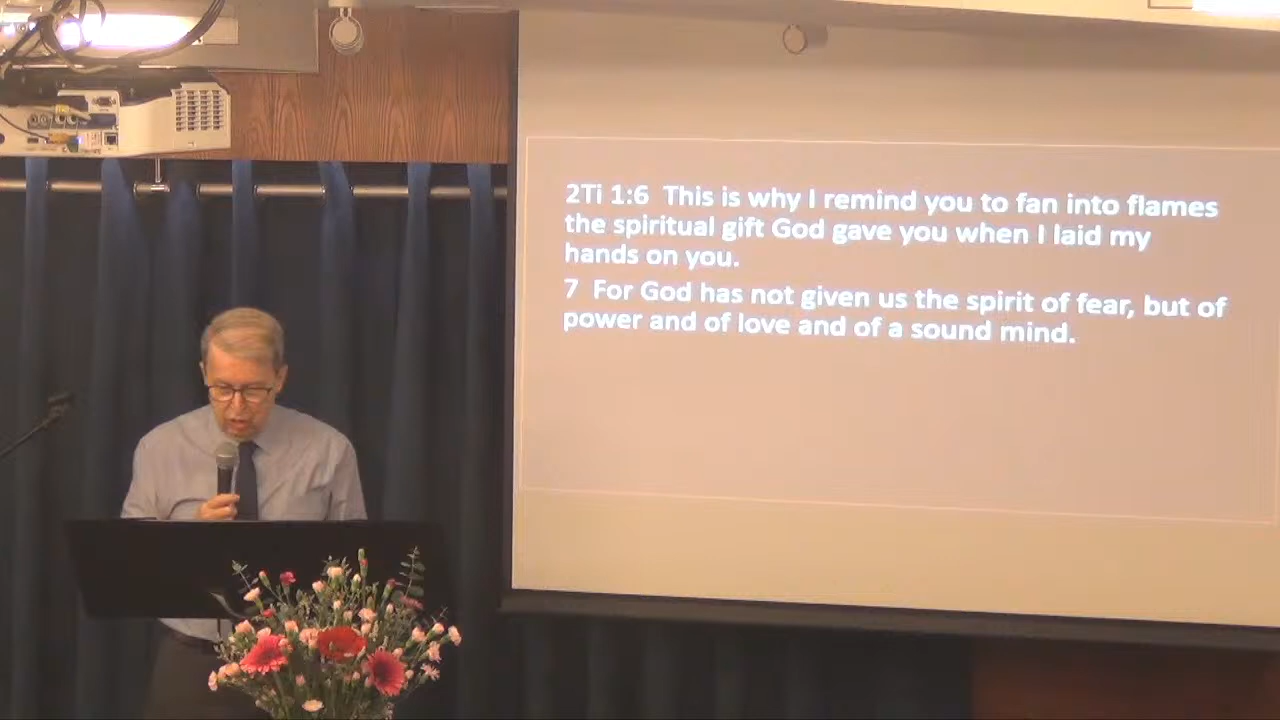 2Ti 1:6 This is why I remind you to fan into flames
the spiritual gift God gave you when I laid my
hands on you.
7 For God has not given us the spirit of fear, but of
power and of love and of a sound mind.